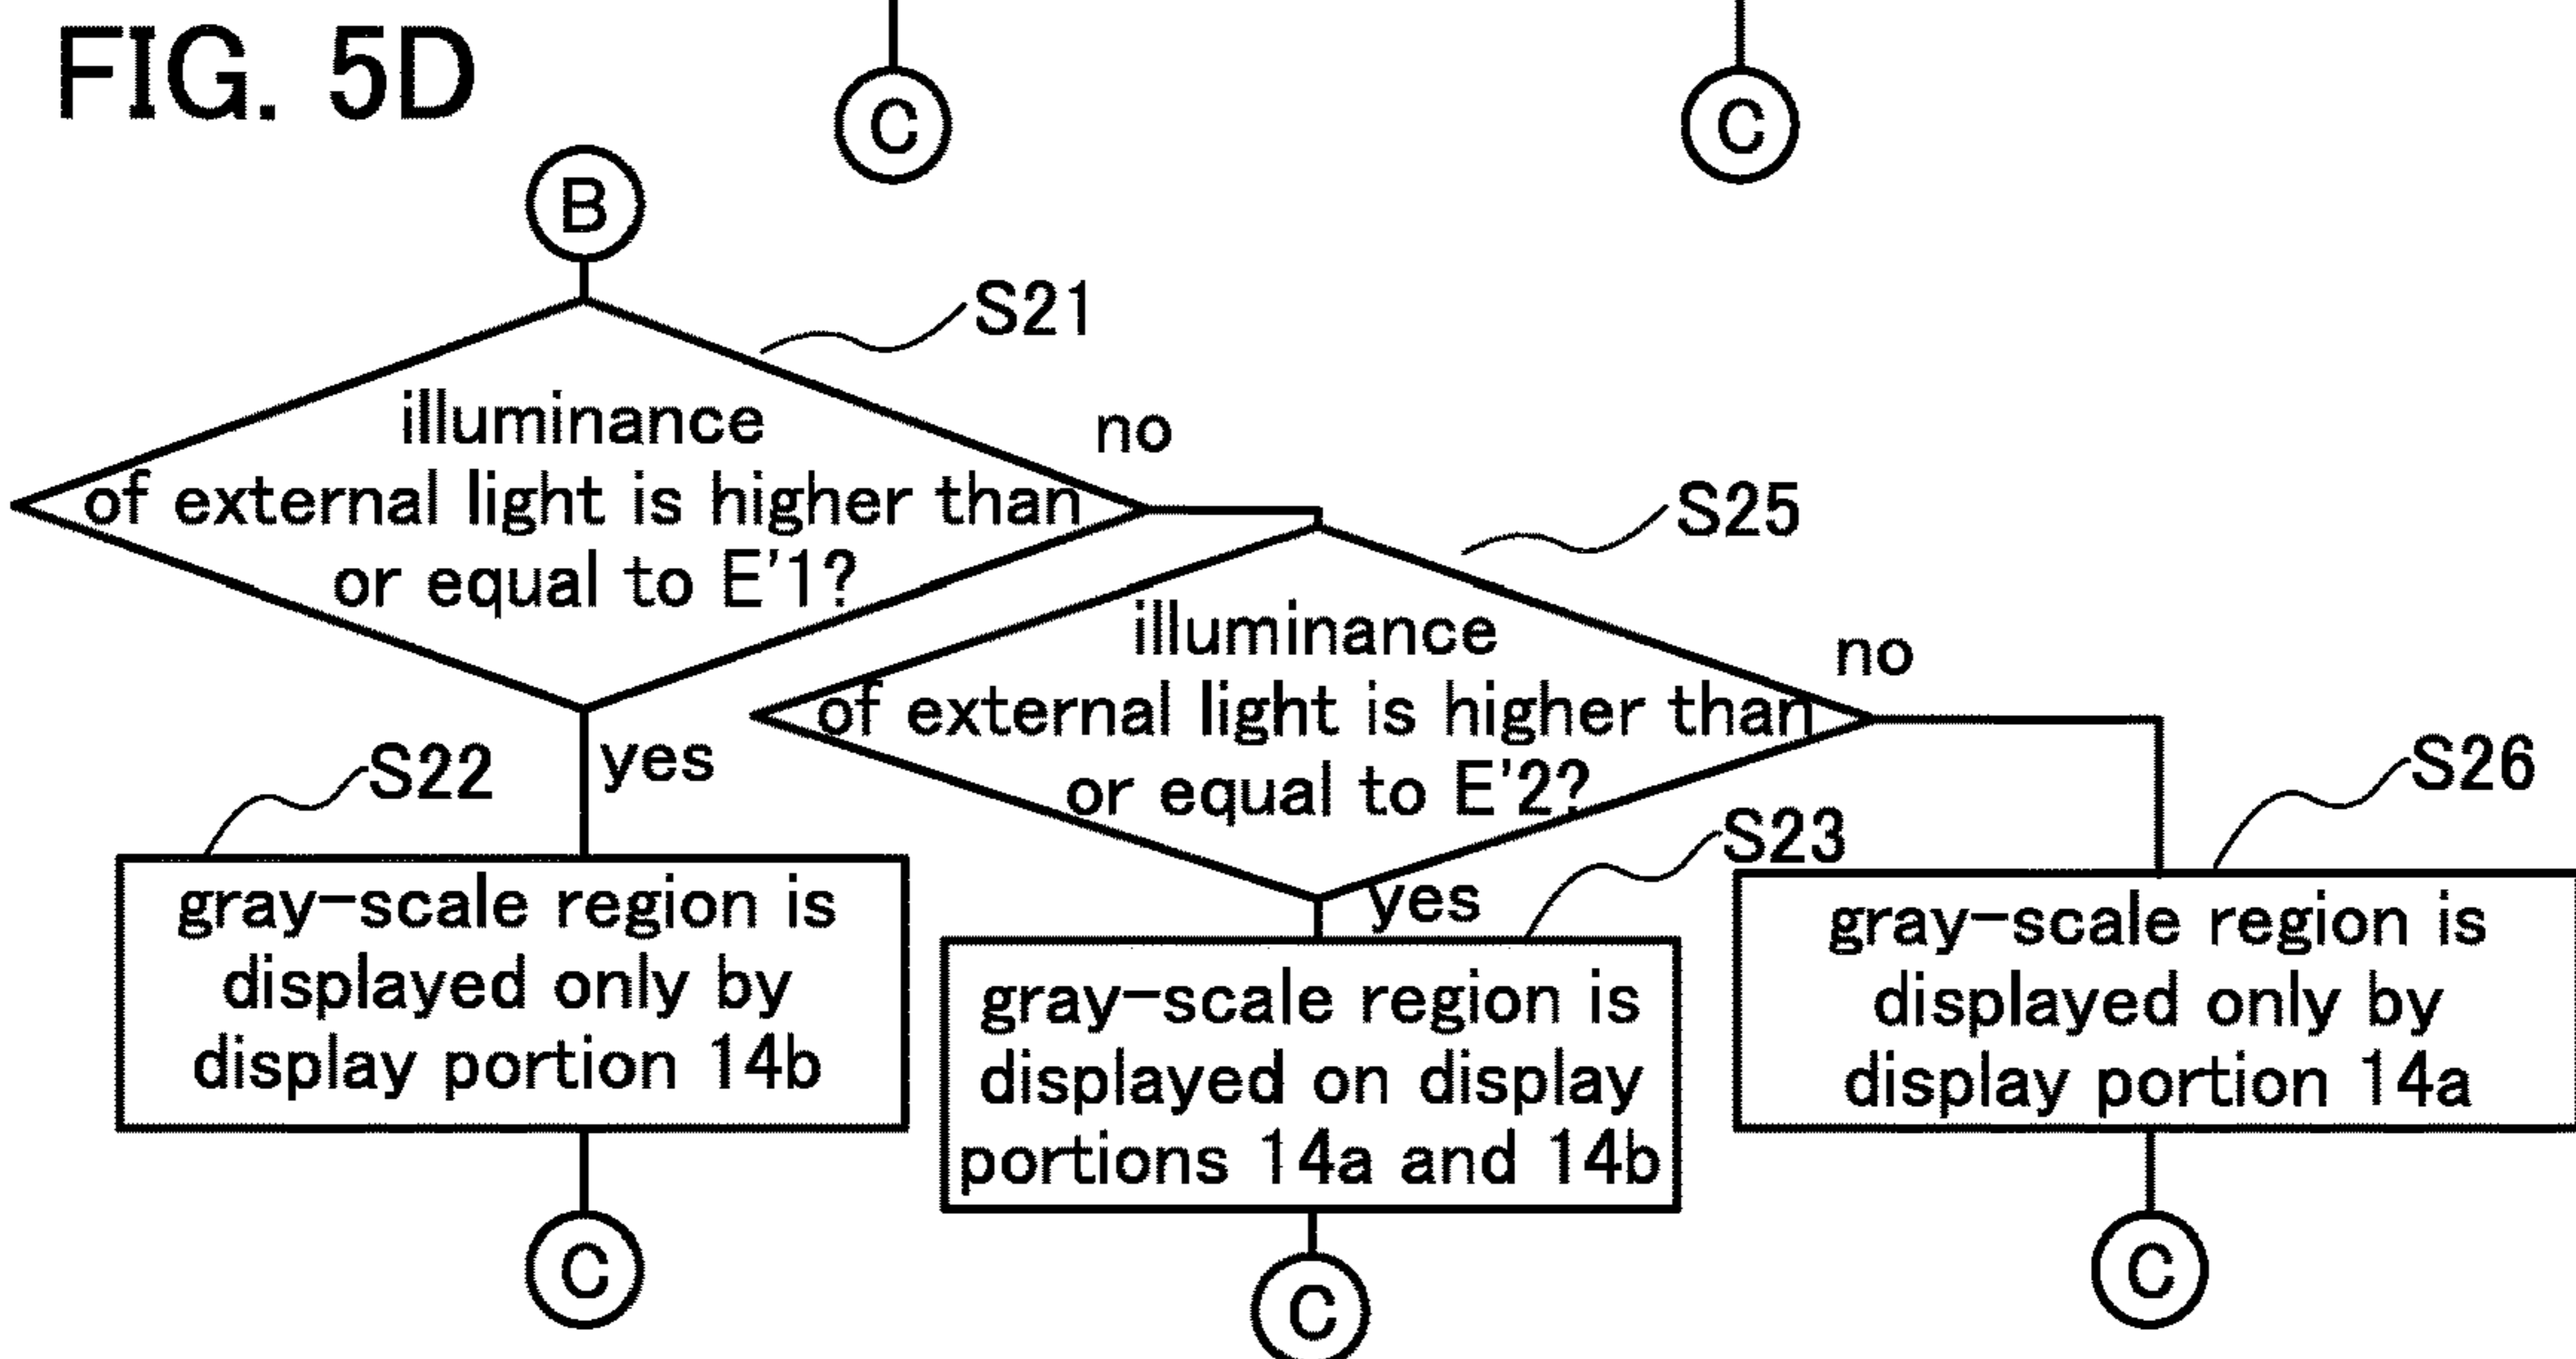 FIG. 5D
C
C
B
S21
illuminance
of external light is higher than
or equal to E'1?
no
S25
illuminance
of external light is higher than
or equal to E'2?
no
yes
S22
gray-scale region is
displayed only by
display portion 14b
C
yes
S23
gray-scale region is
displayed on display
portions 14a and 14b
C
S26
gray-scale region is
displayed only by
display portion 14a
C